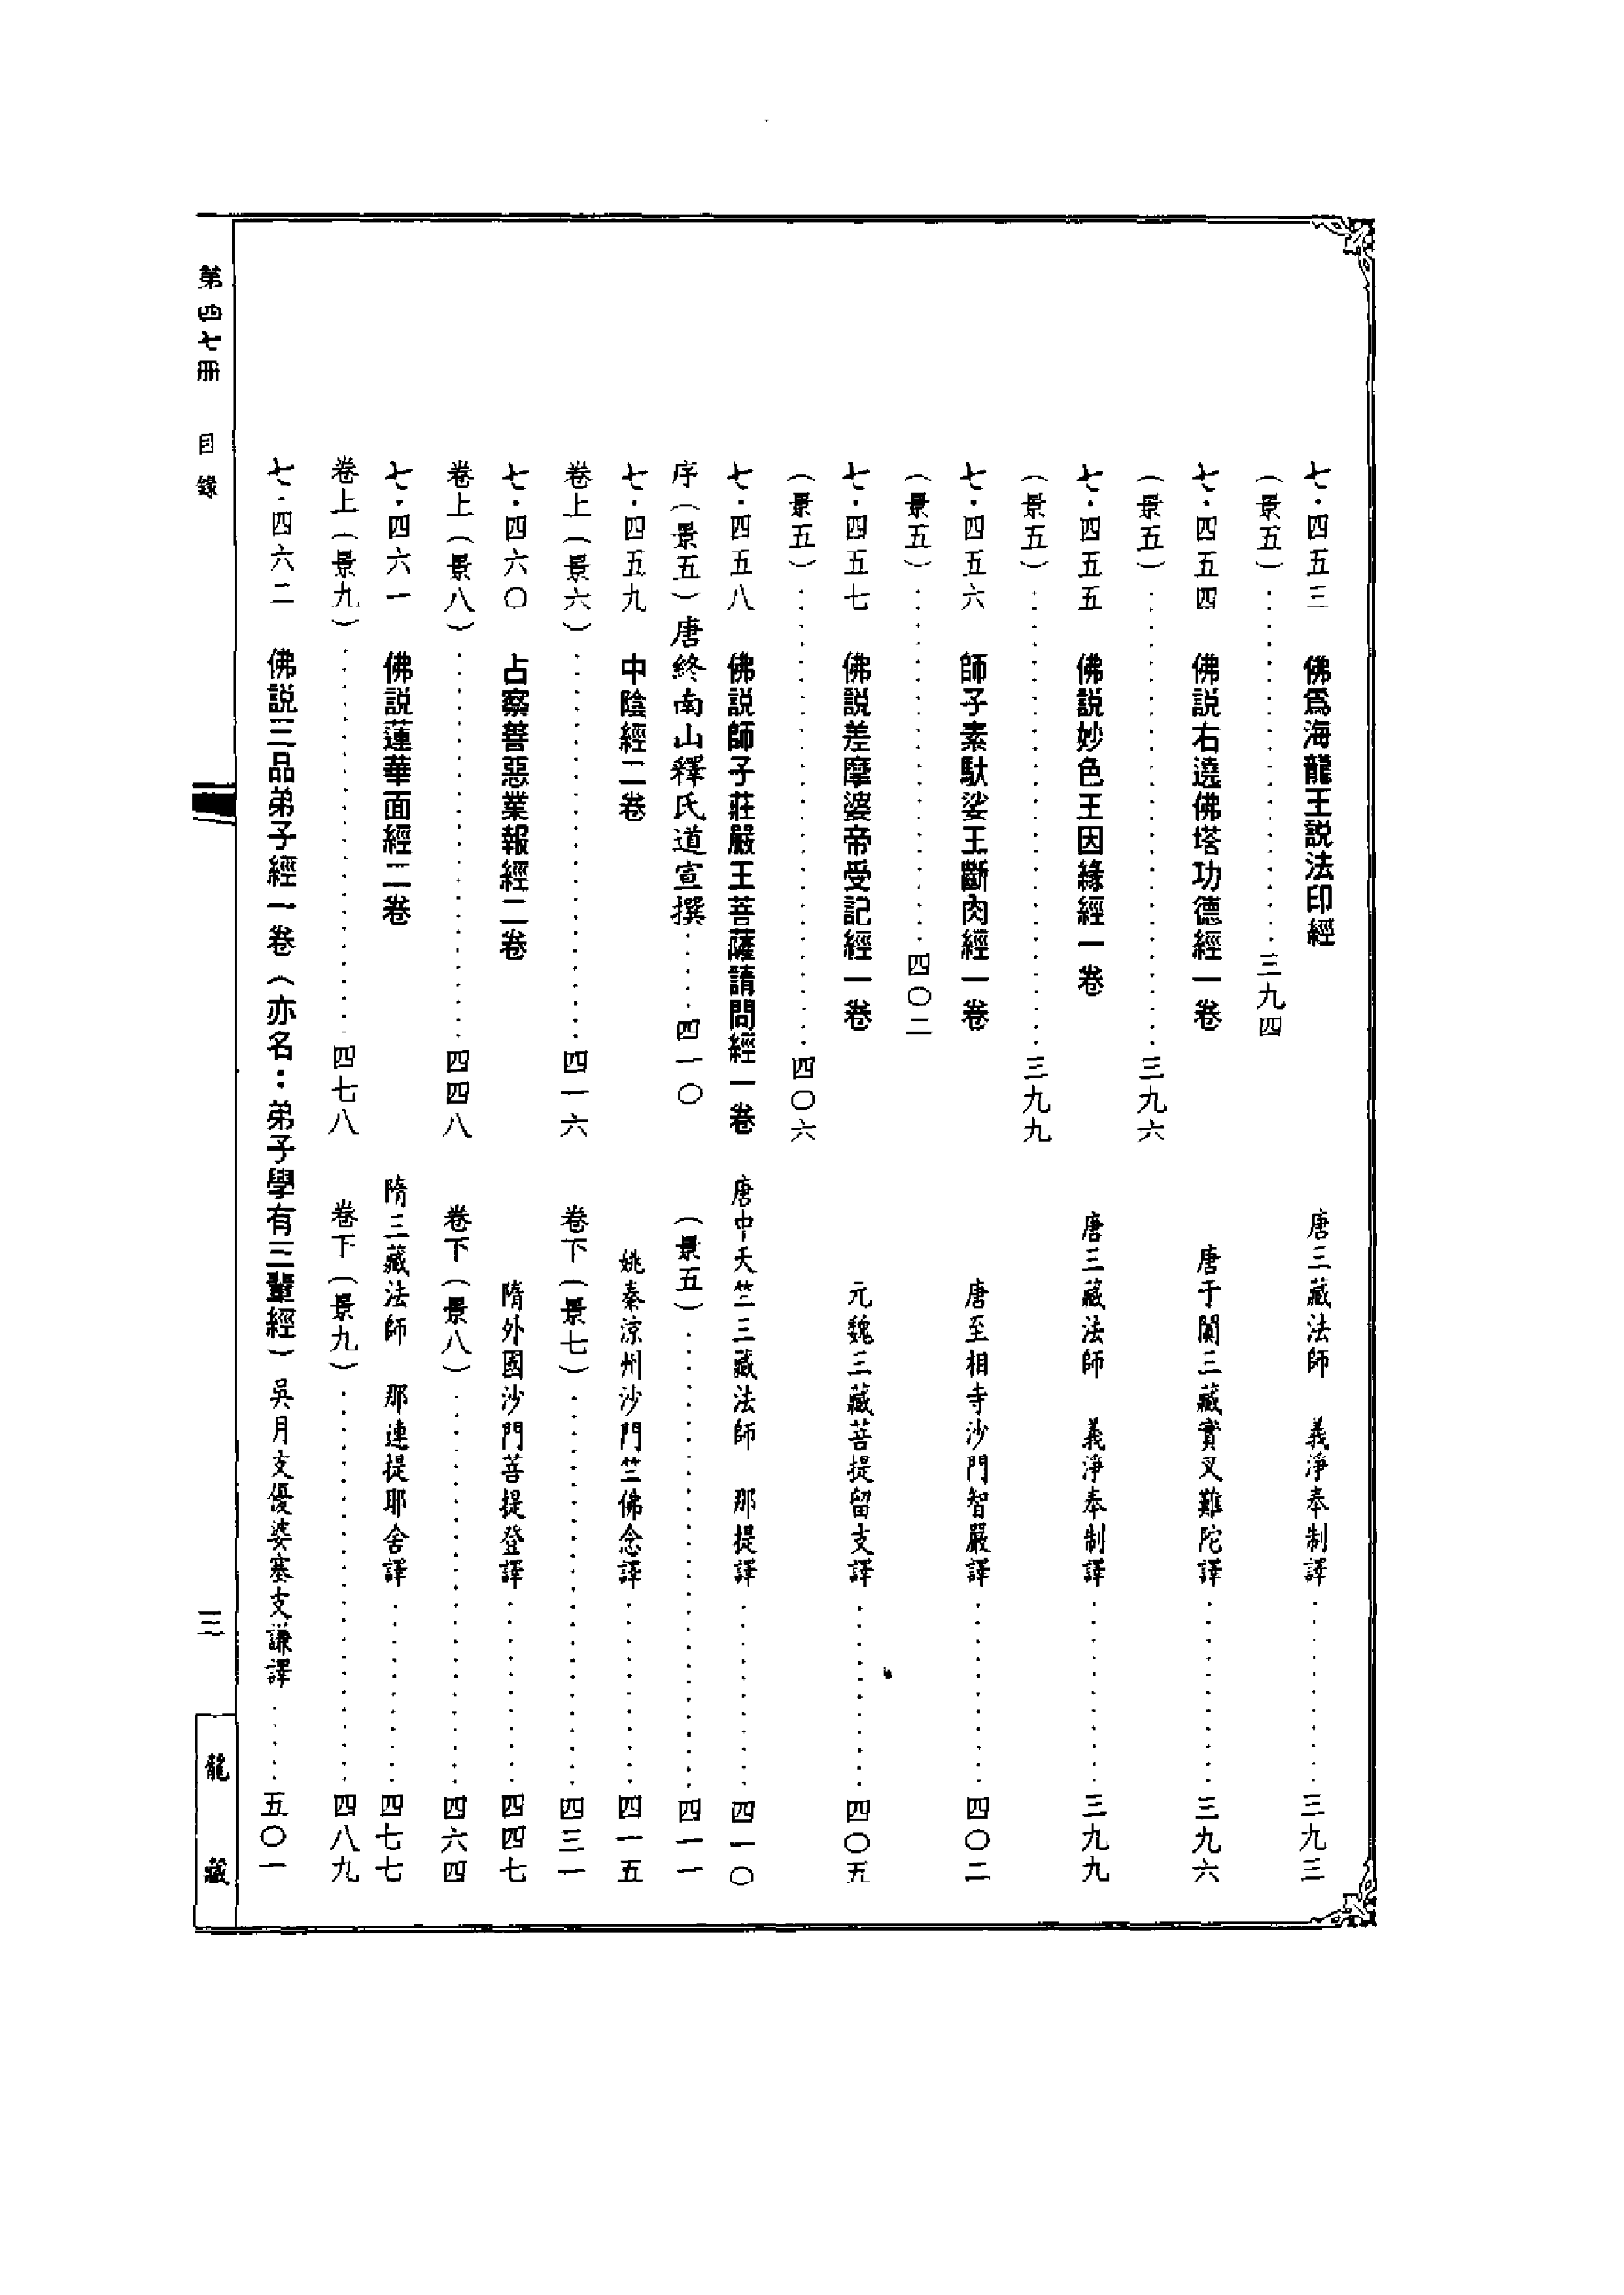 七·四五三　佛爲海龍王説法印經　唐三藏法師　義淨奉制譯………三九三
（景五）………三九四
七·四五四　佛説右遶佛塔功德經一卷　唐于闐三藏實叉難陀譯………三九六
（景五）………三九六
七·四五五　佛説妙色王因緣經一卷　唐三藏法師　義淨奉制譯………三九九
（景五）………三九九
七·四五六　師子素馱娑王斷肉經一卷　唐至相寺沙門智嚴譯………四〇二
（景五）………四〇二
七·四五七　佛説差摩婆帝受記經一卷　元魏三藏菩提留支譯………四〇五
（景五）………四〇六
七·四五八　佛説師子莊嚴王菩薩請問經一卷　唐中天竺三藏法師　那提譯………四一〇
序（景五）唐終南山釋氏道宣撰……四一〇　（景五）………四一一
七·四五九　中陰經二卷　姚秦涼州沙門竺佛念譯………四一五
卷上（景六）………四一六　卷下（景七）………四三一
七·四六〇　占察善惡業報經二卷　隋外國沙門菩提登譯………四四七
卷上（景八）………四四八　卷下（景八）………四六四
七·四六一　佛説蓮華面經二卷　隋三藏法師　那連提耶舍譯………四七七
卷上（景九）………四七八　卷下（景九）………四八九
七·四六二　佛説三品弟子經一卷（亦名：弟子學有三輩經）吳月支優婆塞支謙譯……五〇一
第四七册　目錄
三
龍藏